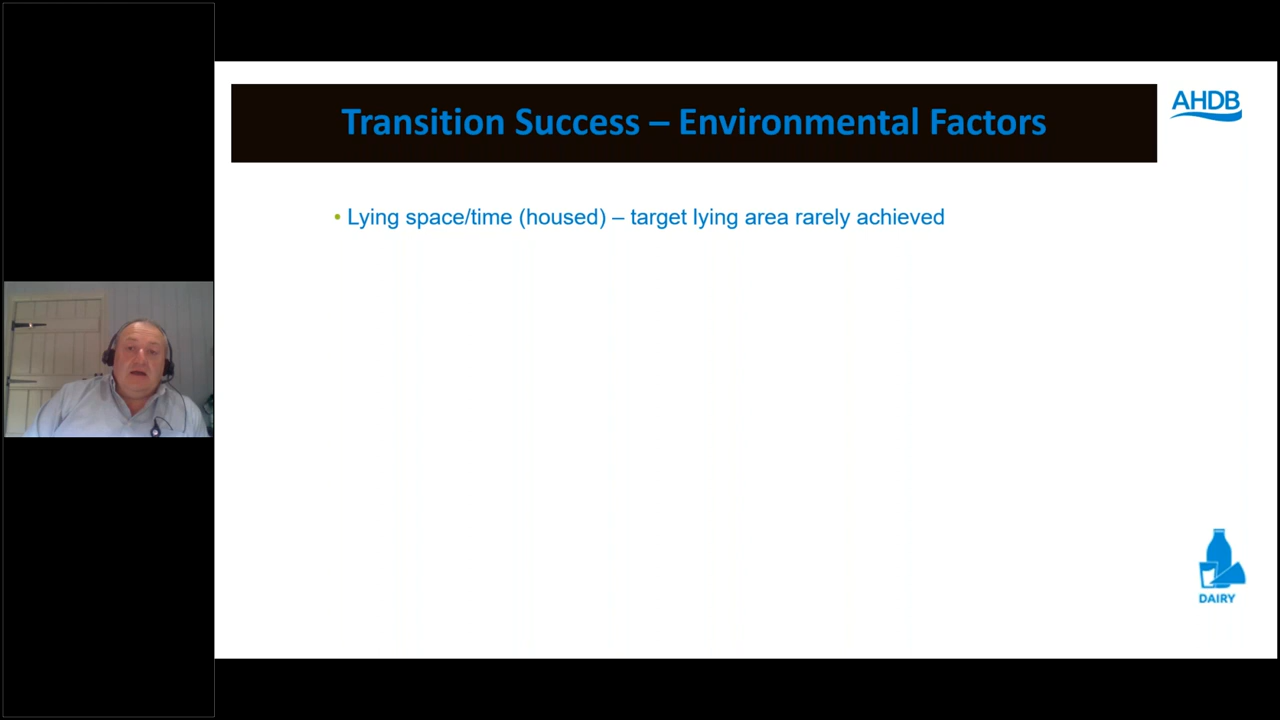 Transition Success – Environmental Factors
AHDB
• Lying space/time (housed) – target lying area rarely achieved
DAIRY